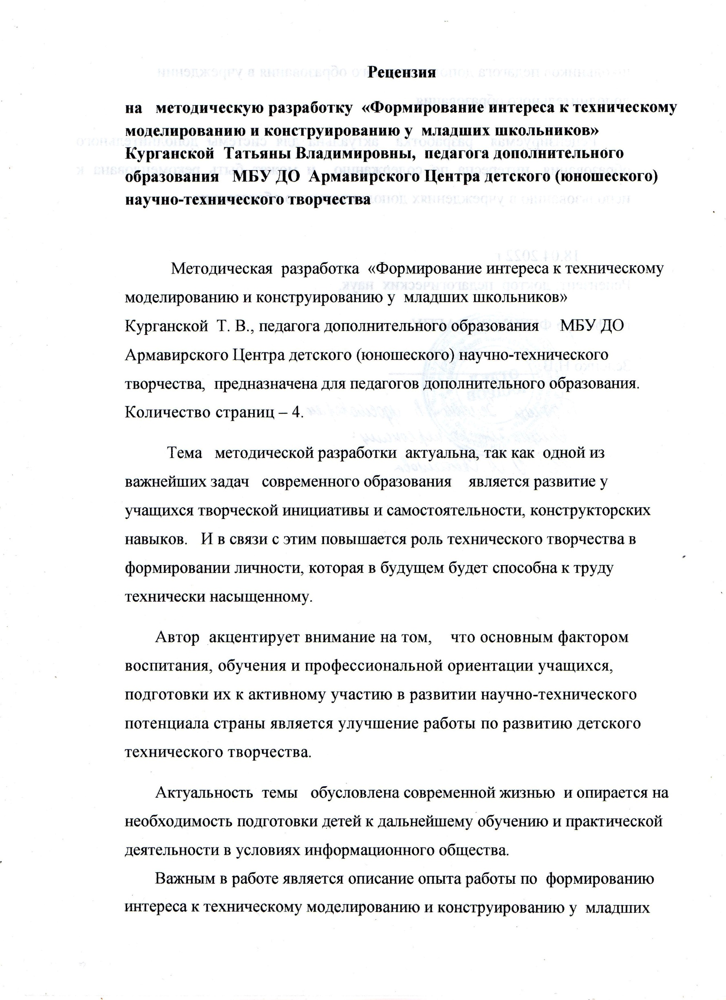 Рецензия
на методическую разработку «Формирование интереса к техническому
моделированию и конструированию у младших школьников»
Курганской Татьяны Владимировны, педагога дополнительного
образования МБУ ДО Армавирского Центра детского (юношеского)
научно-технического творчества
Методическая разработка «Формирование интереса к техническому
моделированию и конструированию у младших школьников»
Курганской Т. В., педагога дополнительного образования МБУ ДО
Армавирского Центра детского (юношеского) научно-технического
творчества, предназначена для педагогов дополнительного образования.
Количество страниц – 4.
Тема методической разработки актуальна, так как одной из
важнейших задач современного образования является развитие у
учащихся творческой инициативы и самостоятельности, конструкторских
навыков. И в связи с этим повышается роль технического творчества в
формировании личности, которая в будущем будет способна к труду
технически насыщенному.
Автор акцентирует внимание на том, что основным фактором
воспитания, обучения и профессиональной ориентации учащихся,
подготовки их к активному участию в развитии научно-технического
потенциала страны является улучшение работы по развитию детского
технического творчества.
Актуальность темы обусловлена современной жизнью и опирается на
необходимость подготовки детей к дальнейшему обучению и практической
деятельности в условиях информационного общества.
Важным в работе является описание опыта работы по формированию
интереса к техническому моделированию и конструированию у младших